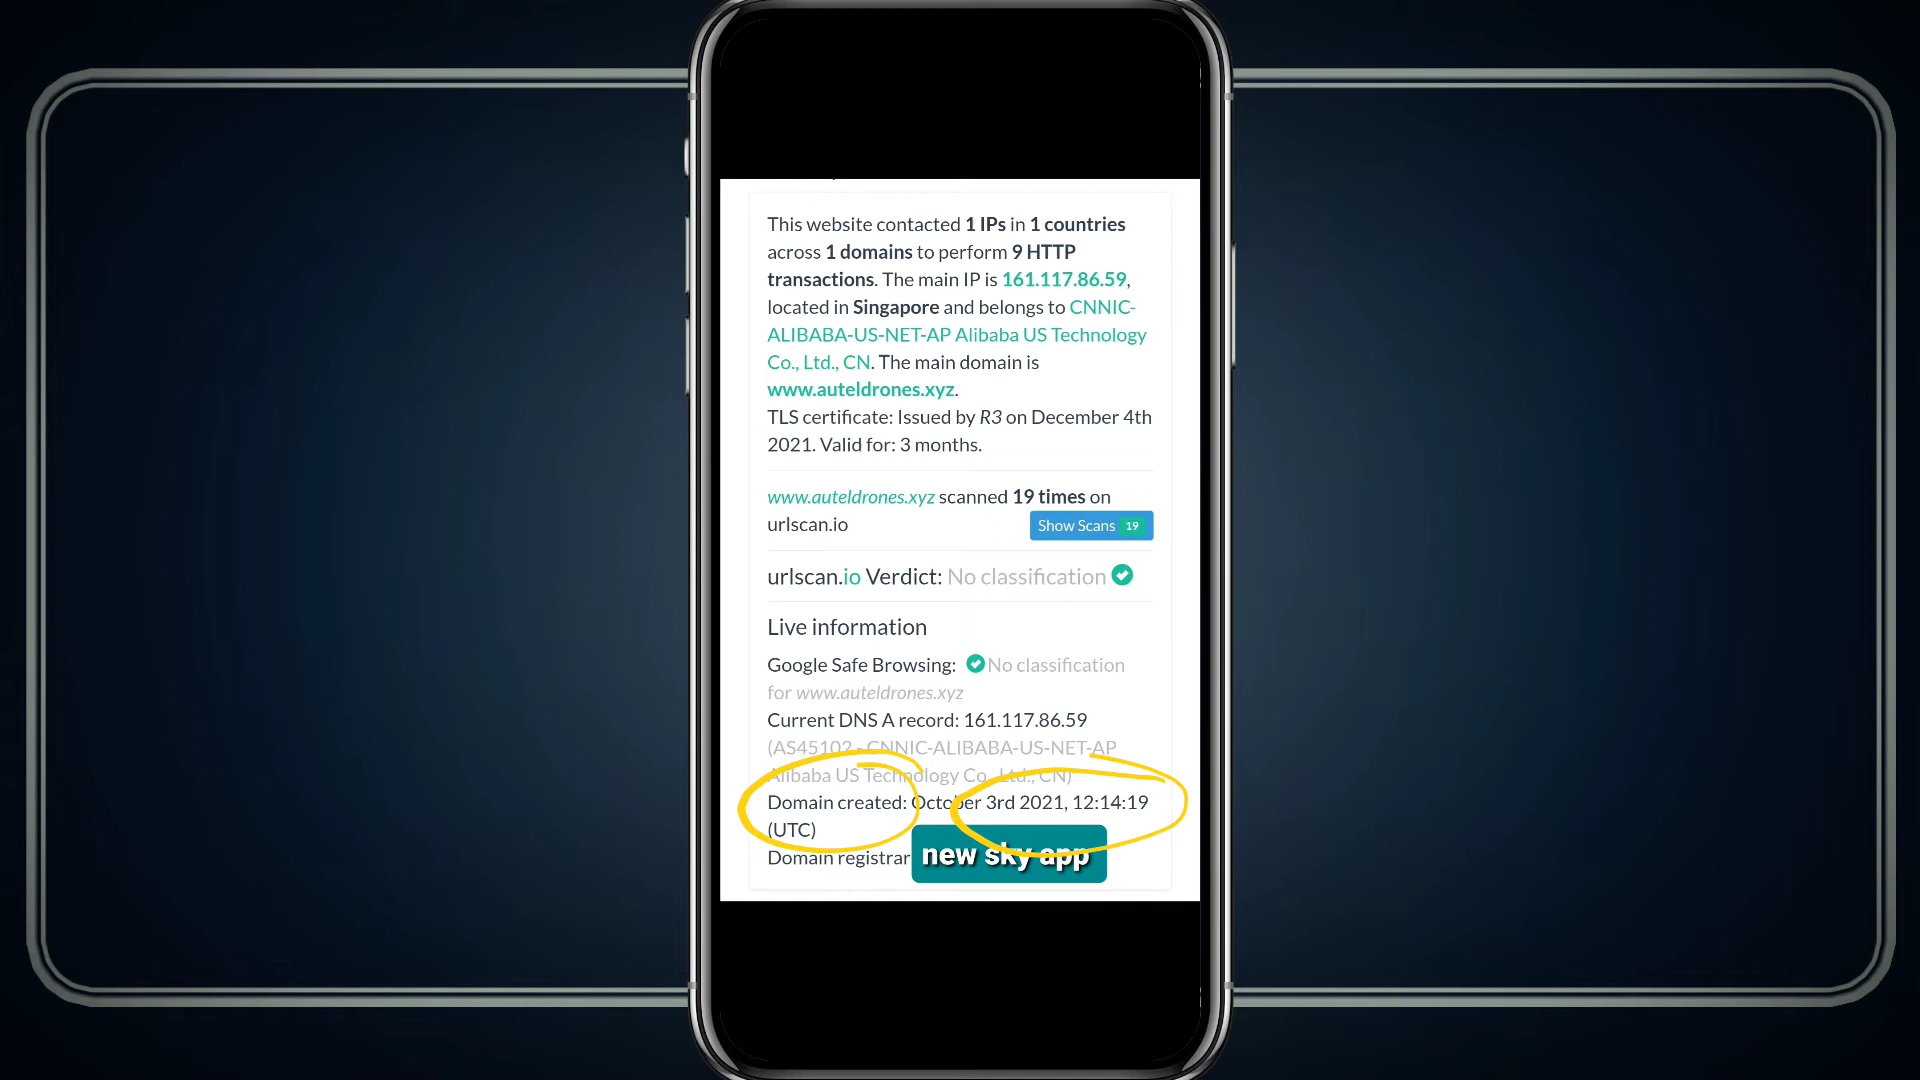 This website contacted 1 IPs in 1 countries
across 1 domains to perform 9 HTTP
transactions. The main IP is 161.117.86.59,
located in Singapore and belongs to CNNIC-
ALIBABA-US-NET-AP Alibaba US Technology
Co., Ltd., CN. The main domain is
www.auteldrones.xyz.
TLS certificate: Issued by R3 on December 4th
2021. Valid for: 3 months.
www.auteldrones.xyz scanned 19 times on
urlscan.io
Show Scans 19
urlscan.io Verdict: No classification
Live information
Google Safe Browsing: No classification
for www.auteldrones.xyz
Current DNS A record: 161.117.86.59
(AS45102 - CNNIC-ALIBABA-US-NET-AP
Alibaba US Technology Co., Ltd., CN)
Domain created: October 3rd 2021, 12:14:19
(UTC)
Domain registrar
new sky app